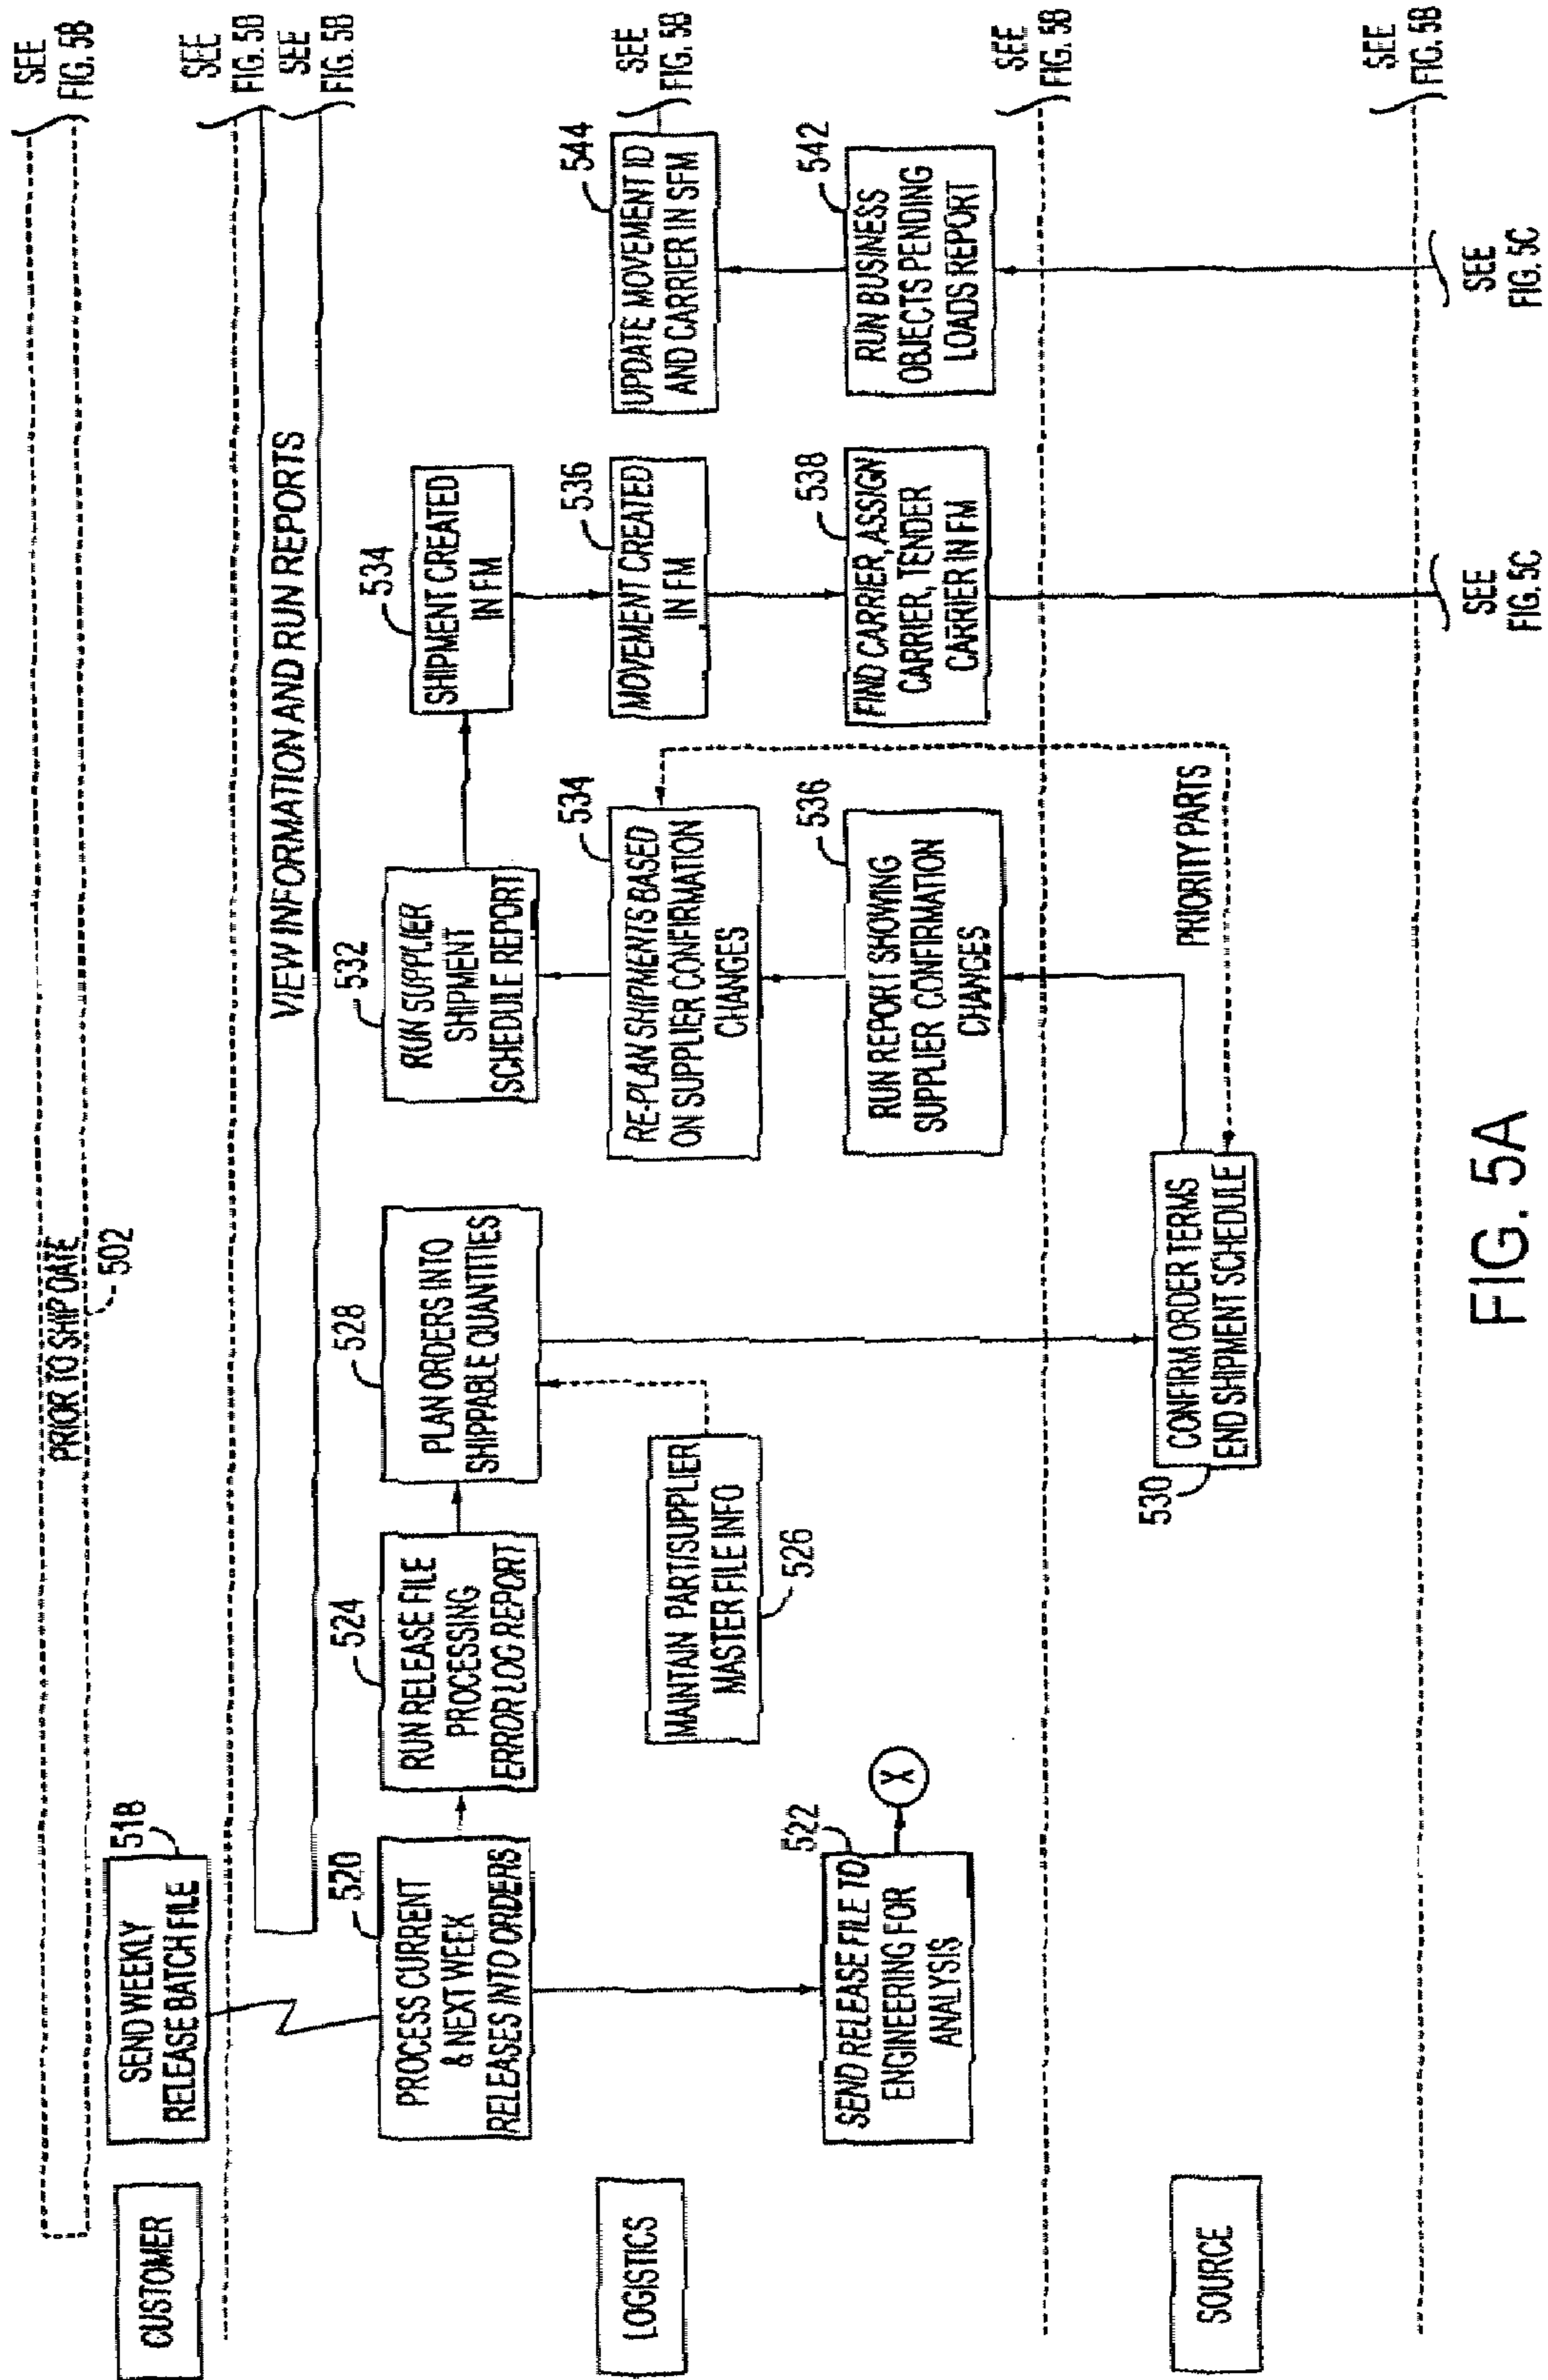 SEE
FIG. 5B
PRIOR TO SHIP DATE
502
CUSTOMER
SEND WEEKLY
RELEASE BATCH FILE
518
SEE
FIG. 5B
VIEW INFORMATION AND RUN REPORTS
SEE
FIG. 5B
LOGISTICS
520
PROCESS CURRENT
& NEXT WEEK
RELEASES INTO ORDERS
524
RUN RELEASE FILE
PROCESSING
ERROR LOG REPORT
528
PLAN ORDERS INTO
SHIPPABLE QUANTITIES
532
RUN SUPPLIER
SHIPMENT
SCHEDULE REPORT
534
SHIPMENT CREATED
IN FM
MAINTAIN PART/SUPPLIER
MASTER FILE INFO
526
534
RE-PLAN SHIPMENTS BASED
ON SUPPLIER CONFIRMATION
CHANGES
536
MOVEMENT CREATED
IN FM
544
UPDATE MOVEMENT ID
AND CARRIER IN SFM
SEE
FIG. 5B
522
SEND RELEASE FILE TO
ENGINEERING FOR
ANALYSIS
X
536
RUN REPORT SHOWING
SUPPLIER CONFIRMATION
CHANGES
538
FIND CARRIER, ASSIGN
CARRIER, TENDER
CARRIER IN FM
542
RUN BUSINESS
OBJECTS PENDING
LOADS REPORT
SEE
FIG. 5B
SOURCE
530
CONFIRM ORDER TERMS
END SHIPMENT SCHEDULE
PRIORITY PARTS
SEE
FIG. 5B
SEE
FIG. 5C
SEE
FIG. 5C
FIG. 5A